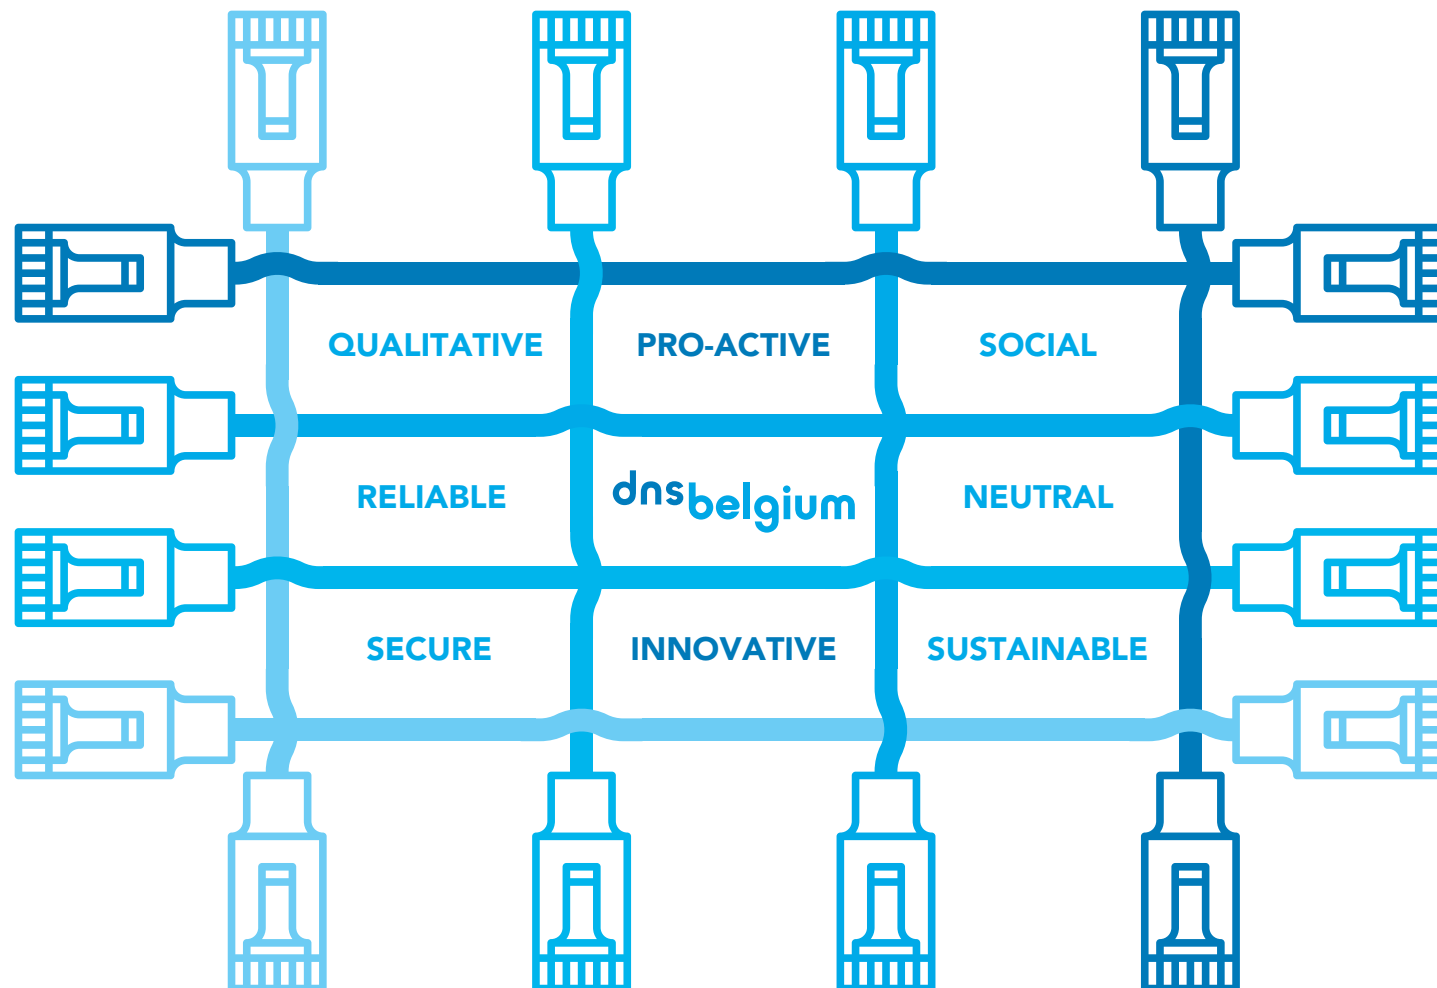 QUALITATIVE PRO-ACTIVE SOCIAL
RELIABLE dnsbelgium NEUTRAL
SECURE INNOVATIVE SUSTAINABLE